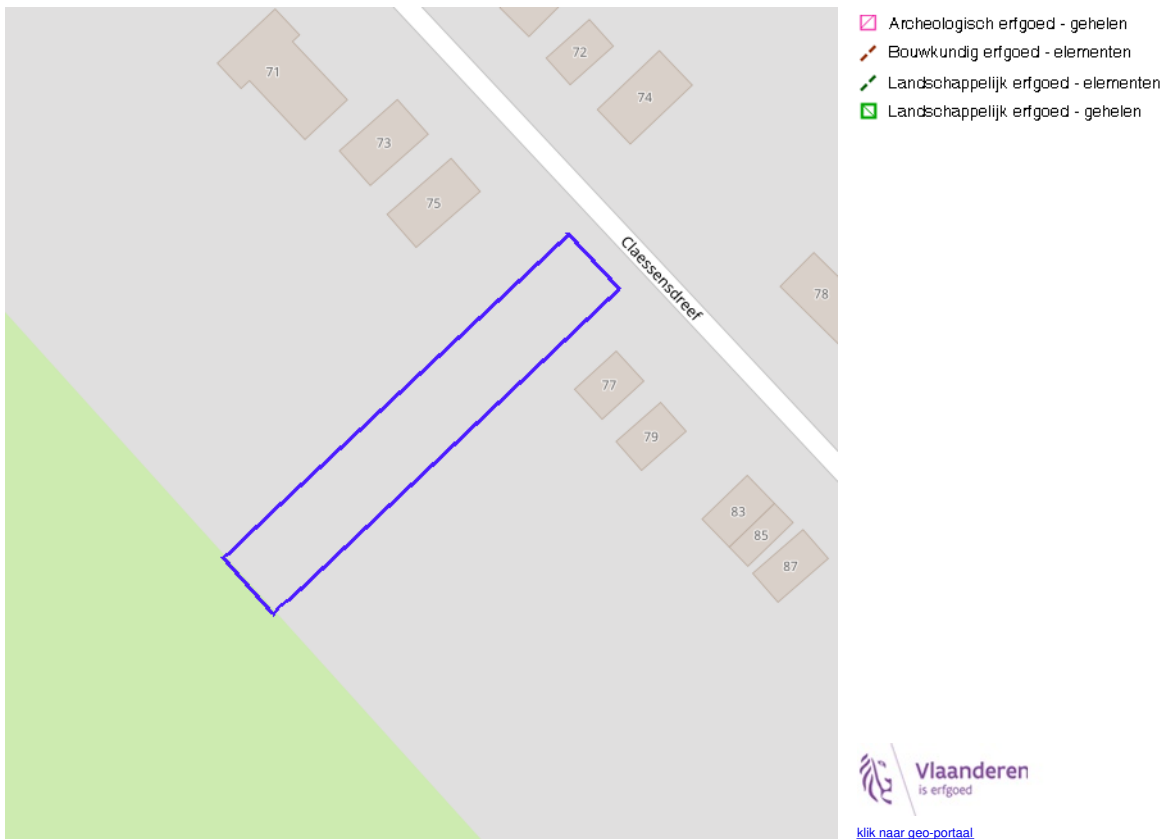 71
73
75
72
74
Claessensdreef
78
77
79
83
85
87
Archeologisch erfgoed - gehelen
Bouwkundig erfgoed - elementen
Landschappelijk erfgoed - elementen
Landschappelijk erfgoed - gehelen
Vlaanderen
is erfgoed
klik naar geo-portaal